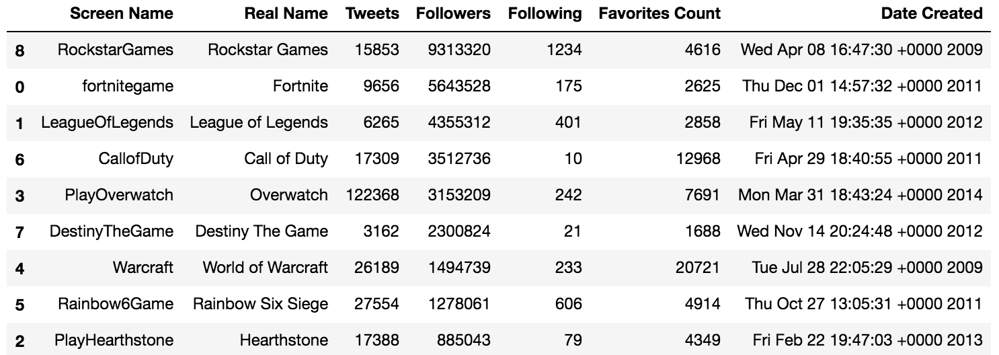 Screen Name Real Name Tweets Followers Following Favorites Count Date Created
8 RockstarGames Rockstar Games 15853 9313320 1234 4616 Wed Apr 08 16:47:30 +0000 2009
0 fortnitegame Fortnite 9656 5643528 175 2625 Thu Dec 01 14:57:32 +0000 2011
1 LeagueOfLegends League of Legends 6265 4355312 401 2858 Fri May 11 19:35:35 +0000 2012
6 CallofDuty Call of Duty 17309 3512736 10 12968 Fri Apr 29 18:40:55 +0000 2011
3 PlayOverwatch Overwatch 122368 3153209 242 7691 Mon Mar 31 18:43:24 +0000 2014
7 DestinyTheGame Destiny The Game 3162 2300824 21 1688 Wed Nov 14 20:24:48 +0000 2012
4 Warcraft World of Warcraft 26189 1494739 233 20721 Tue Jul 28 22:05:29 +0000 2009
5 Rainbow6Game Rainbow Six Siege 27554 1278061 606 4914 Thu Oct 27 13:05:31 +0000 2011
2 PlayHearthstone Hearthstone 17388 885043 79 4349 Fri Feb 22 19:47:03 +0000 2013